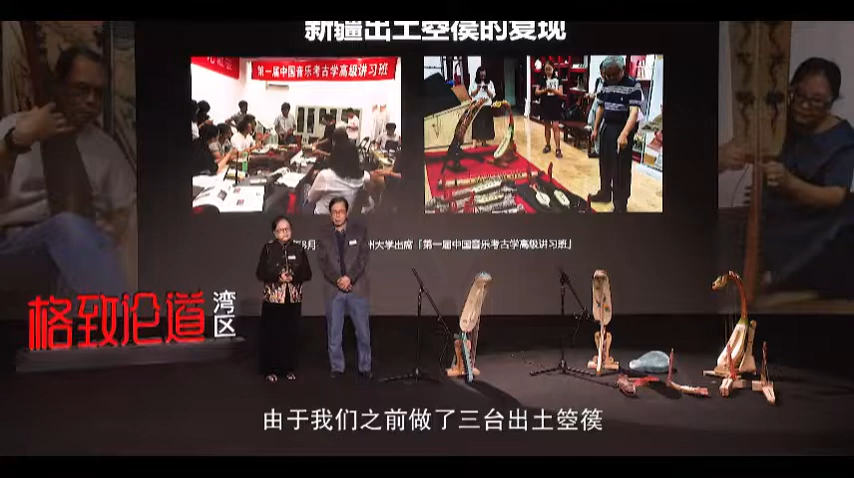 新疆出土箜篌的复现
第一届中国音乐考古学高级讲习班
州大学出席「第一届中国音乐考古学高级讲习班」
格致论道
湾区
由于我们之前做了三台出土箜篌